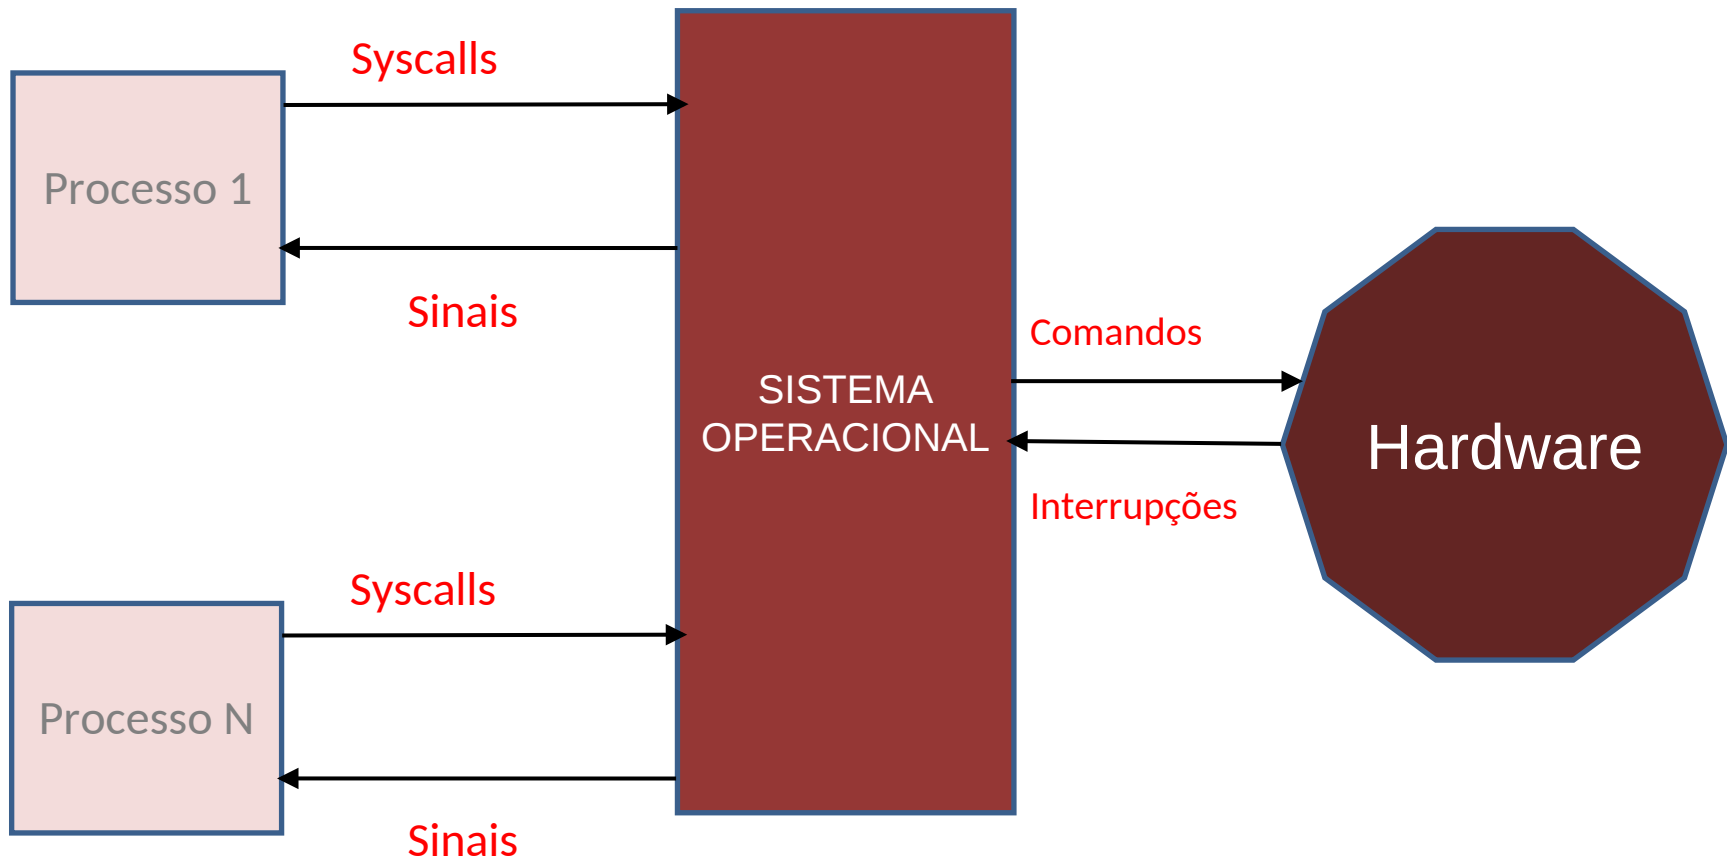 Syscalls
Processo 1
Sinais
SISTEMA
OPERACIONAL
Comandos
Hardware
Interrupções
Syscalls
Processo N
Sinais